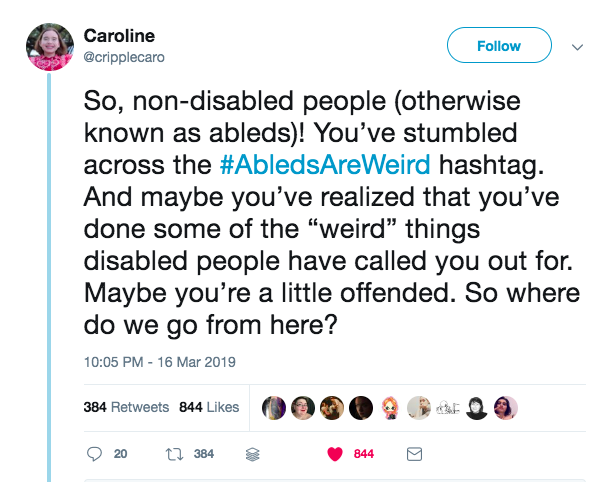 Caroline
@cripplecaro
Follow
So, non-disabled people (otherwise
known as ableds)! You’ve stumbled
across the #AbledsAreWeird hashtag.
And maybe you’ve realized that you’ve
done some of the “weird” things
disabled people have called you out for.
Maybe you’re a little offended. So where
do we go from here?
10:05 PM - 16 Mar 2019
384 Retweets 844 Likes
20 384 844